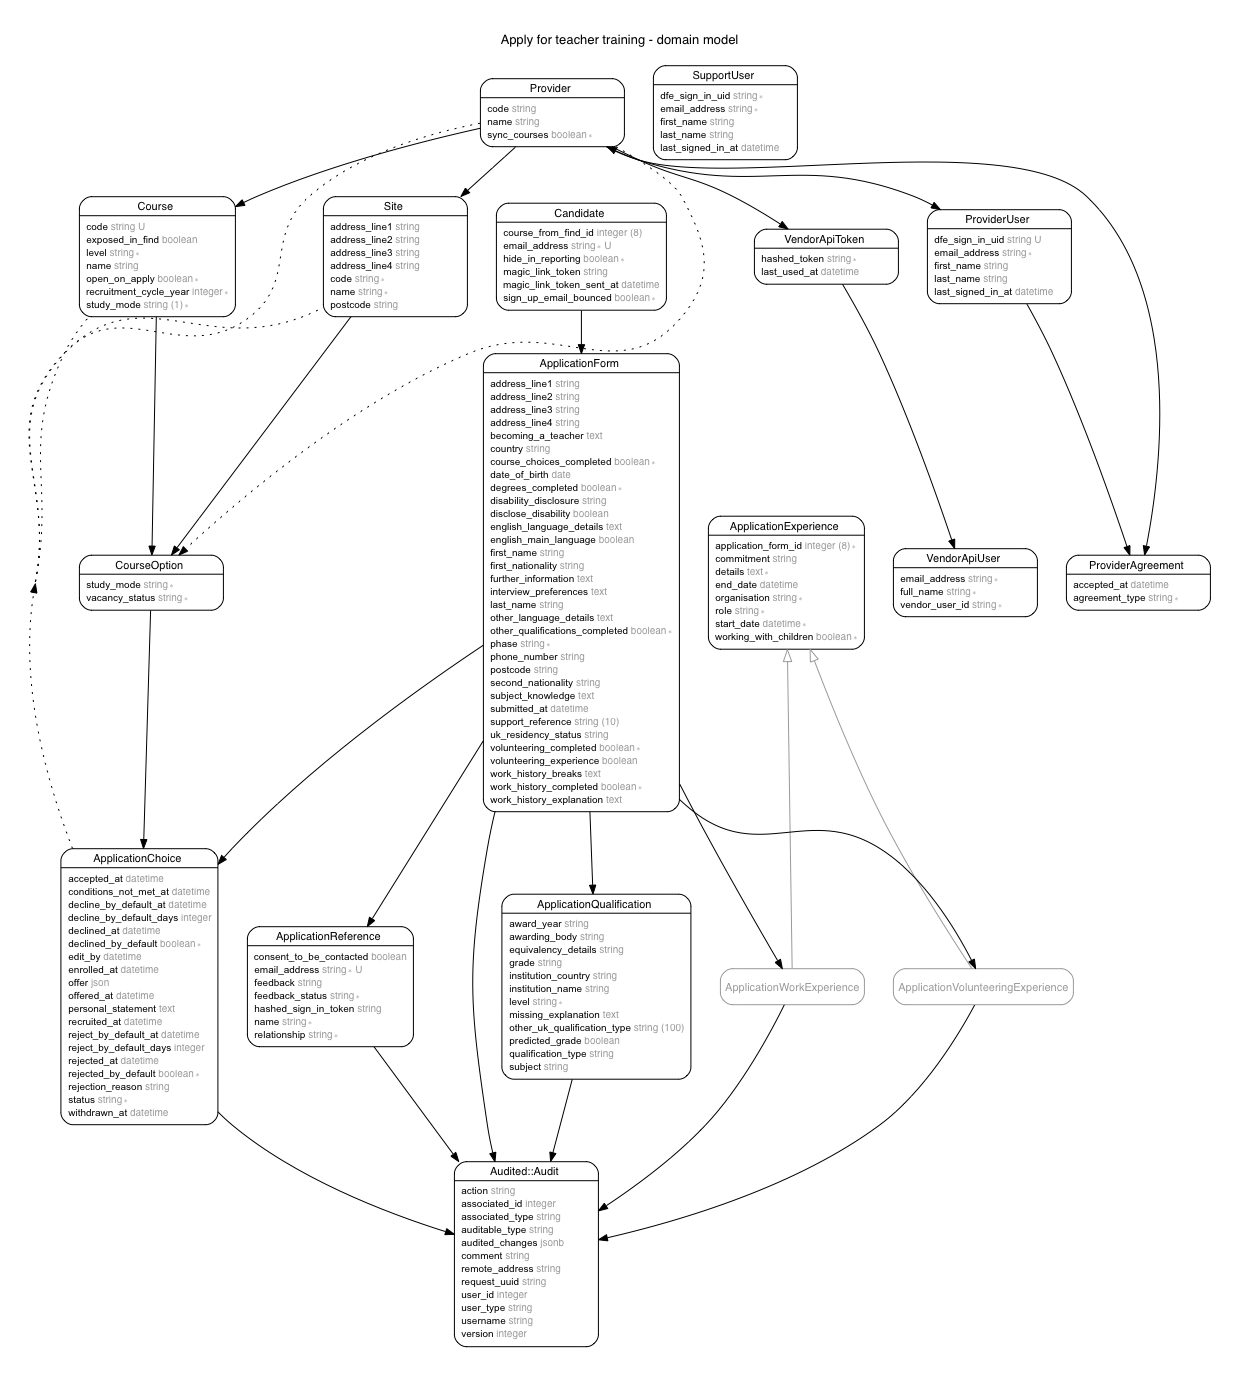 Apply for teacher training - domain model
Provider
code string
name string
sync_courses boolean ∗
SupportUser
dfe_sign_in_uid string ∗
email_address string ∗
first_name string
last_name string
last_signed_in_at datetime
Course
code string U
exposed_in_find boolean
level string ∗
name string
open_on_apply boolean ∗
recruitment_cycle_year integer ∗
study_mode string (1) ∗
Site
address_line1 string
address_line2 string
address_line3 string
address_line4 string
code string ∗
name string ∗
postcode string
Candidate
course_from_find_id integer (8)
email_address string ∗ U
hide_in_reporting boolean ∗
magic_link_token string
magic_link_token_sent_at datetime
sign_up_email_bounced boolean ∗
VendorApiToken
hashed_token string ∗
last_used_at datetime
ProviderUser
dfe_sign_in_uid string U
email_address string ∗
first_name string
last_name string
last_signed_in_at datetime
ApplicationForm
address_line1 string
address_line2 string
address_line3 string
address_line4 string
becoming_a_teacher text
country string
course_choices_completed boolean ∗
date_of_birth date
degrees_completed boolean ∗
disability_disclosure string
disclose_disability boolean
english_language_details text
english_main_language boolean
first_name string
first_nationality string
further_information text
interview_preferences text
last_name string
other_language_details text
other_qualifications_completed boolean ∗
phase string ∗
phone_number string
postcode string
second_nationality string
subject_knowledge text
submitted_at datetime
support_reference string (10)
uk_residency_status string
volunteering_completed boolean ∗
volunteering_experience boolean
work_history_breaks text
work_history_completed boolean ∗
work_history_explanation text
ApplicationExperience
application_form_id integer (8) ∗
commitment string
details text ∗
end_date datetime
organisation string ∗
role string ∗
start_date datetime ∗
working_with_children boolean ∗
CourseOption
study_mode string ∗
vacancy_status string ∗
VendorApiUser
email_address string ∗
full_name string ∗
vendor_user_id string ∗
ProviderAgreement
accepted_at datetime
agreement_type string ∗
ApplicationChoice
accepted_at datetime
conditions_not_met_at datetime
decline_by_default_at datetime
decline_by_default_days integer
declined_at datetime
declined_by_default boolean ∗
edit_by datetime
enrolled_at datetime
offer json
offered_at datetime
personal_statement text
recruited_at datetime
reject_by_default_at datetime
reject_by_default_days integer
rejected_at datetime
rejected_by_default boolean ∗
rejection_reason string
status string ∗
withdrawn_at datetime
ApplicationReference
consent_to_be_contacted boolean
email_address string ∗ U
feedback string
feedback_status string ∗
hashed_sign_in_token string
name string ∗
relationship string ∗
ApplicationQualification
award_year string
awarding_body string
equivalency_details string
grade string
institution_country string
institution_name string
level string ∗
missing_explanation text
other_uk_qualification_type string (100)
predicted_grade boolean
qualification_type string
subject string
ApplicationWorkExperience
ApplicationVolunteeringExperience
Audited::Audit
action string
associated_id integer
associated_type string
auditable_type string
audited_changes jsonb
comment string
remote_address string
request_uuid string
user_id integer
user_type string
username string
version integer